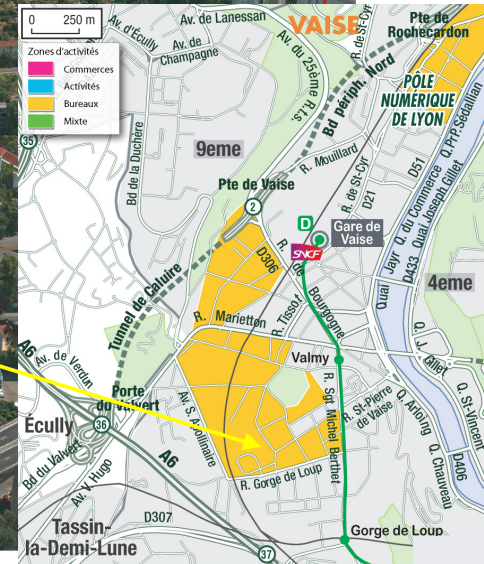 0 250 m
Zones d'activités
Commerces
Activités
Bureaux
Mixte
Av. de Lanessan
VAISE
R. de St-Cyr
Pte de
Rochecardon
Av. d'Écully
Av. de
Champagne
Av. du 25ème R.t.s.
Bd périph. Nord
PÔLE
NUMÉRIQUE
DE LYON
35
Bd de la Duchère
9eme
R. Mouillard
R. de St-Cyr
D21
D51
Q. du Commerce
Q. P.R. Sédallian
Quai Joseph Gillet
Pte de Vaise
2
D
Gare de
Vaise
SNCF
D306
Quai Jayr
D433
4eme
Tunnel de Caluire
R. de Bourgogne
R. Tissot
R. Marietton
Valmy
Q. J. Gillet
Q. St-Vincent
A6
Av. de Verdun
Porte
du Valvert
36
Écully
Av. S. Apollinaire
R. Sgt. Michel Berthet
R. St-Pierre
de Vaise
Q. Arloing
Q. Chauveau
D406
Bd du Valvert
Av. V. Hugo
A6
R. Gorge de Loup
Tassin-
la-Demi-Lune
D307
Gorge de Loup
37